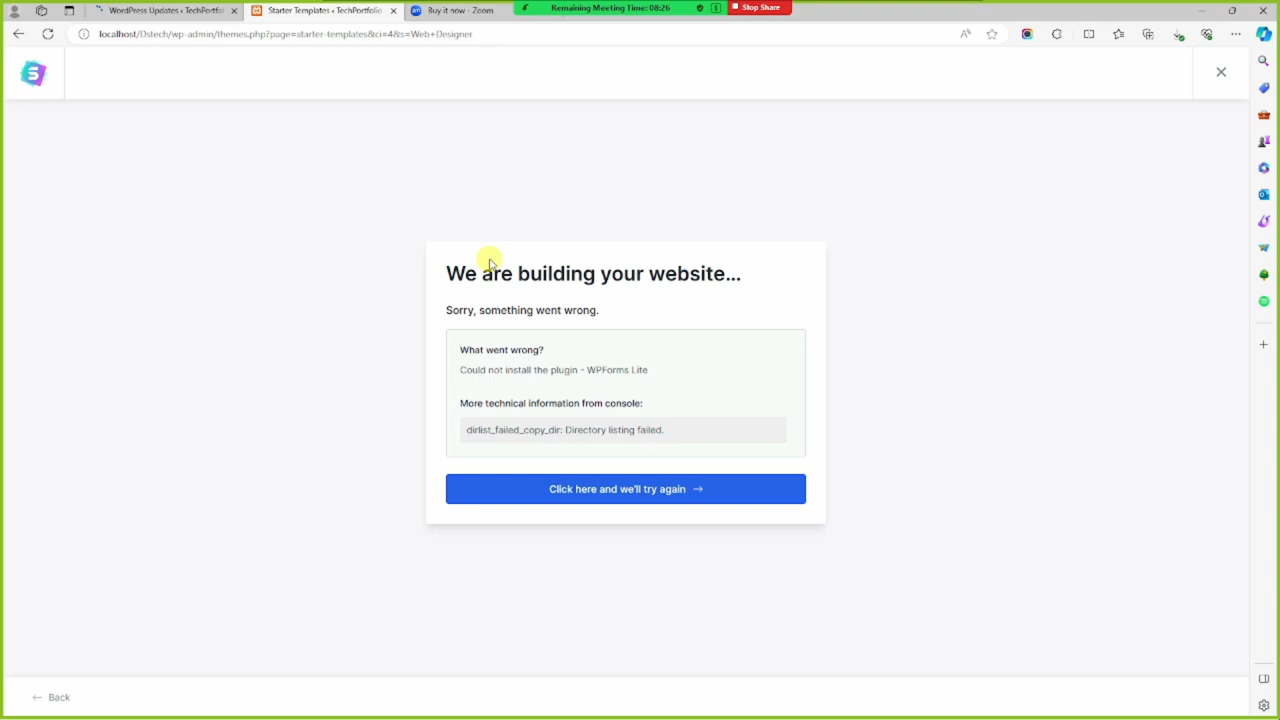 WordPress Updates ‹ TechPortfol
Starter Templates ‹ TechPortfolio
Buy it now - Zoom
Remaining Meeting Time: 08:26
Stop Share
localhost/Dstech/wp-admin/themes.php?page=starter-templates&ci=4&s=Web+Designer
We are building your website...
Sorry, something went wrong.
What went wrong?
Could not install the plugin - WPForms Lite
More technical information from console:
dirlist_failed_copy_dir: Directory listing failed.
Click here and we'll try again →
← Back